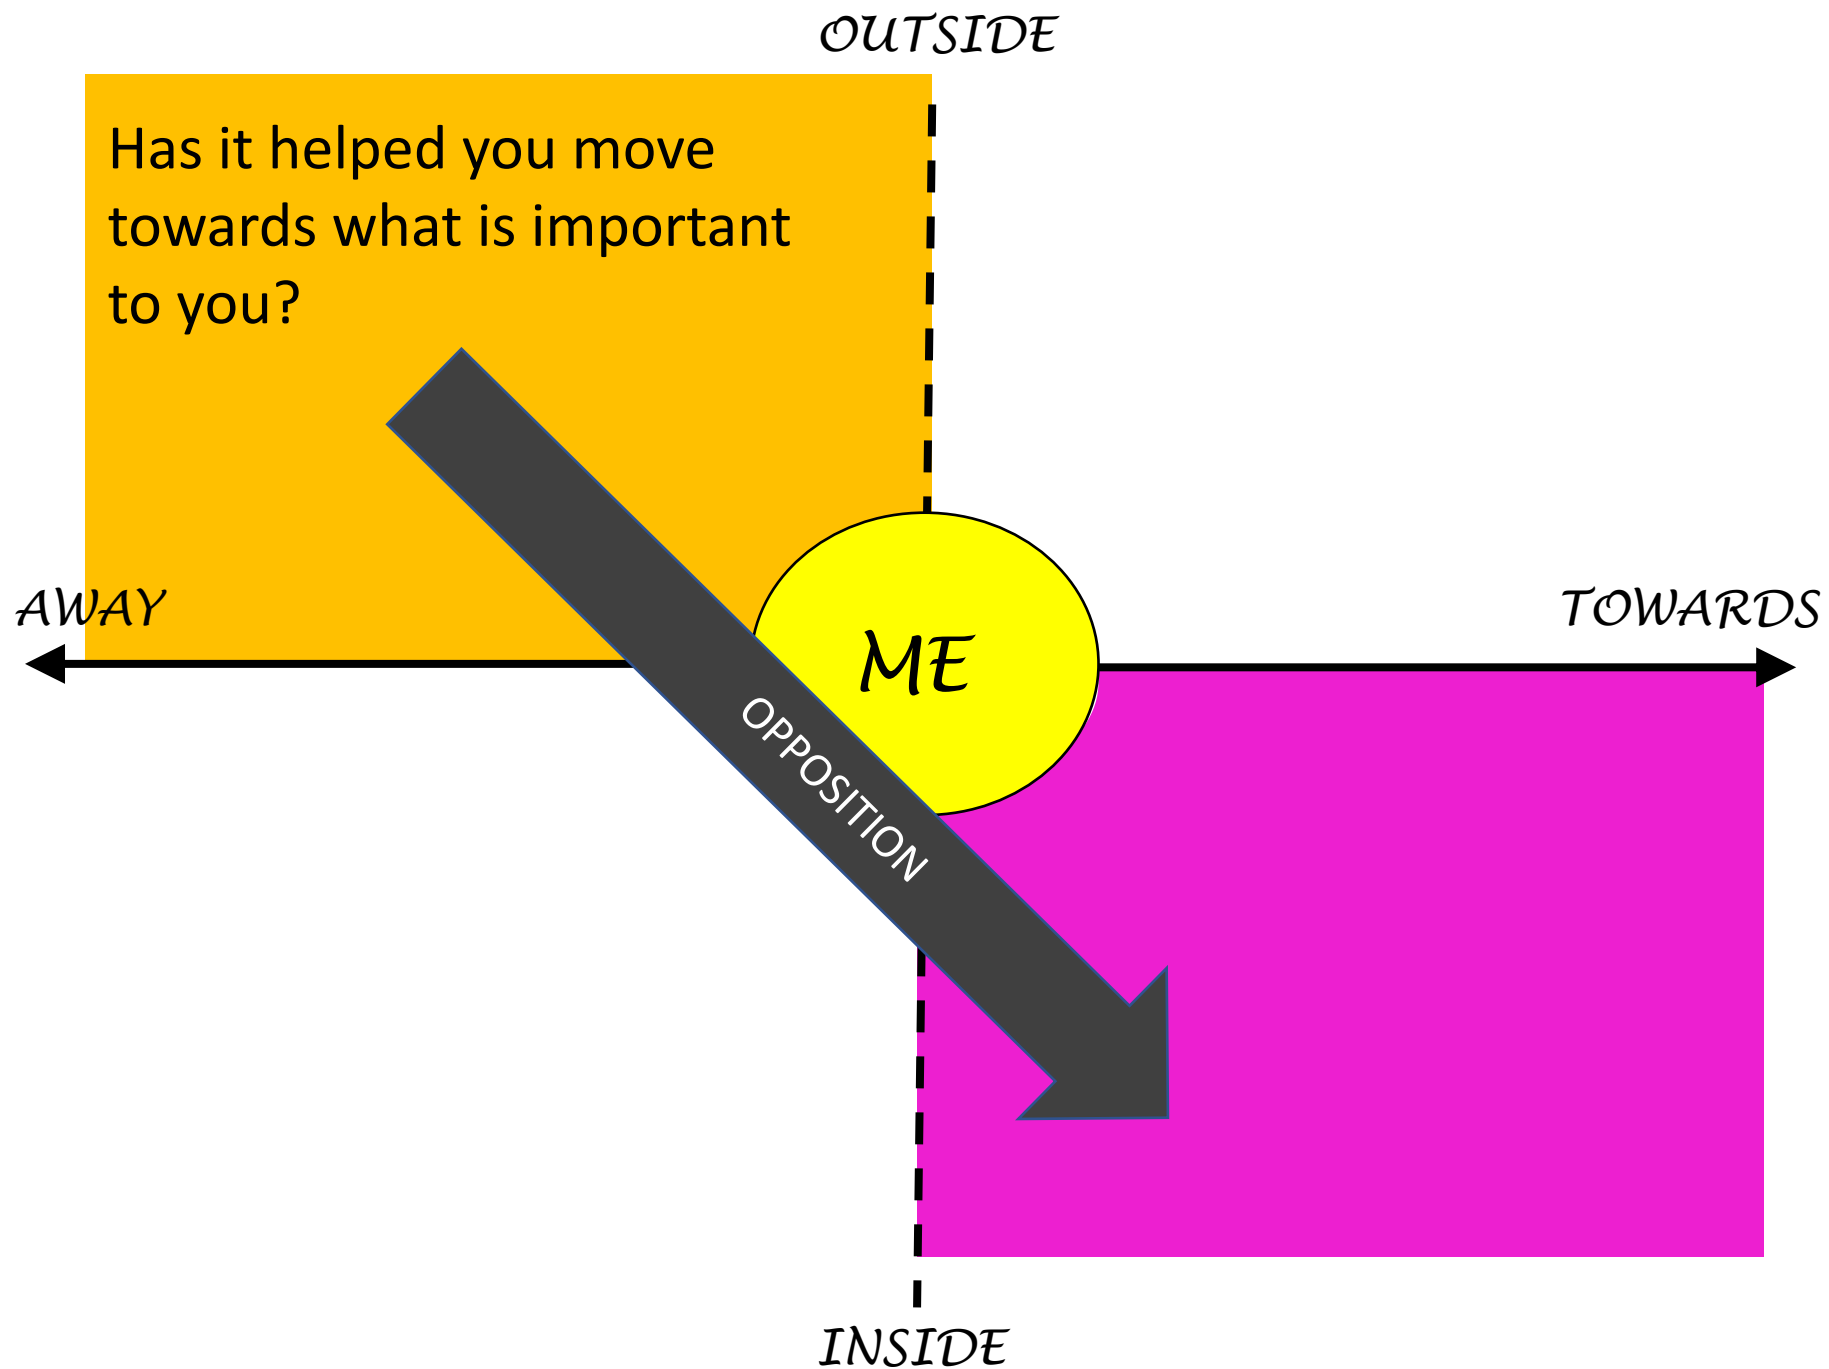 OUTSIDE
Has it helped you move
towards what is important
to you?
AWAY
TOWARDS
ME
OPPOSITION
INSIDE